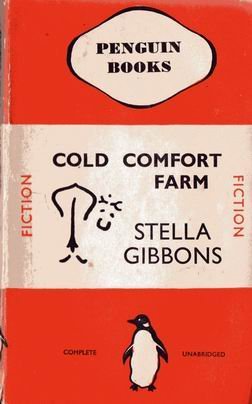 PENGUIN
BOOKS
COLD COMFORT
FARM
STELLA
GIBBONS
FICTION
FICTION
COMPLETE UNABRIDGED